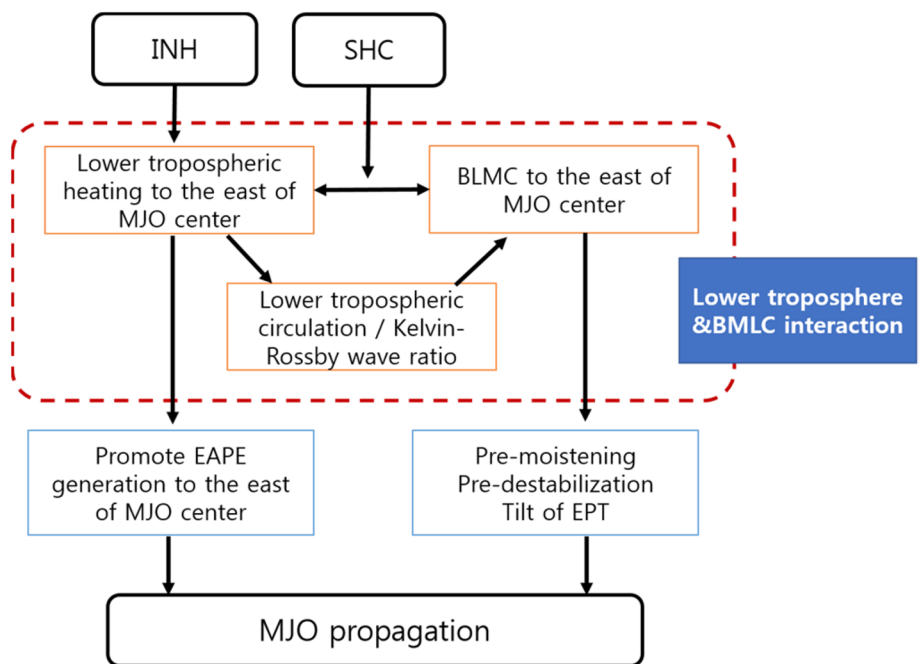 INH
SHC
Lower tropospheric
heating to the east of
MJO center
BLMC to the east of
MJO center
Lower tropospheric
circulation / Kelvin-
Rossby wave ratio
Lower troposphere
&BMLC interaction
Promote EAPE
generation to the east
of MJO center
Pre-moistening
Pre-destabilization
Tilt of EPT
MJO propagation